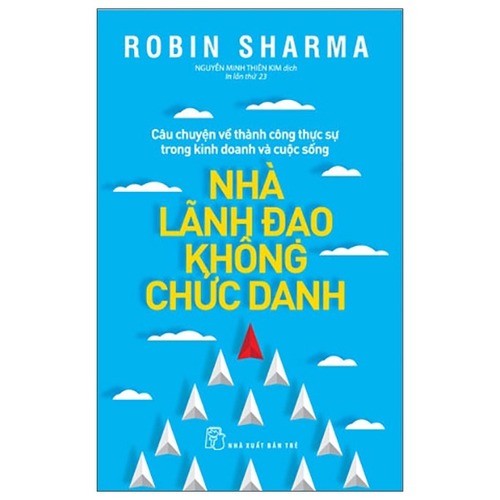 ROBIN SHARMA
NGUYỄN MINH THIÊN KIM dịch
In lần thứ 23
Câu chuyện về thành công thực sự
trong kinh doanh và cuộc sống
NHÀ
LÃNH ĐẠO
KHÔNG
CHỨC DANH
NHÀ XUẤT BẢN TRẺ